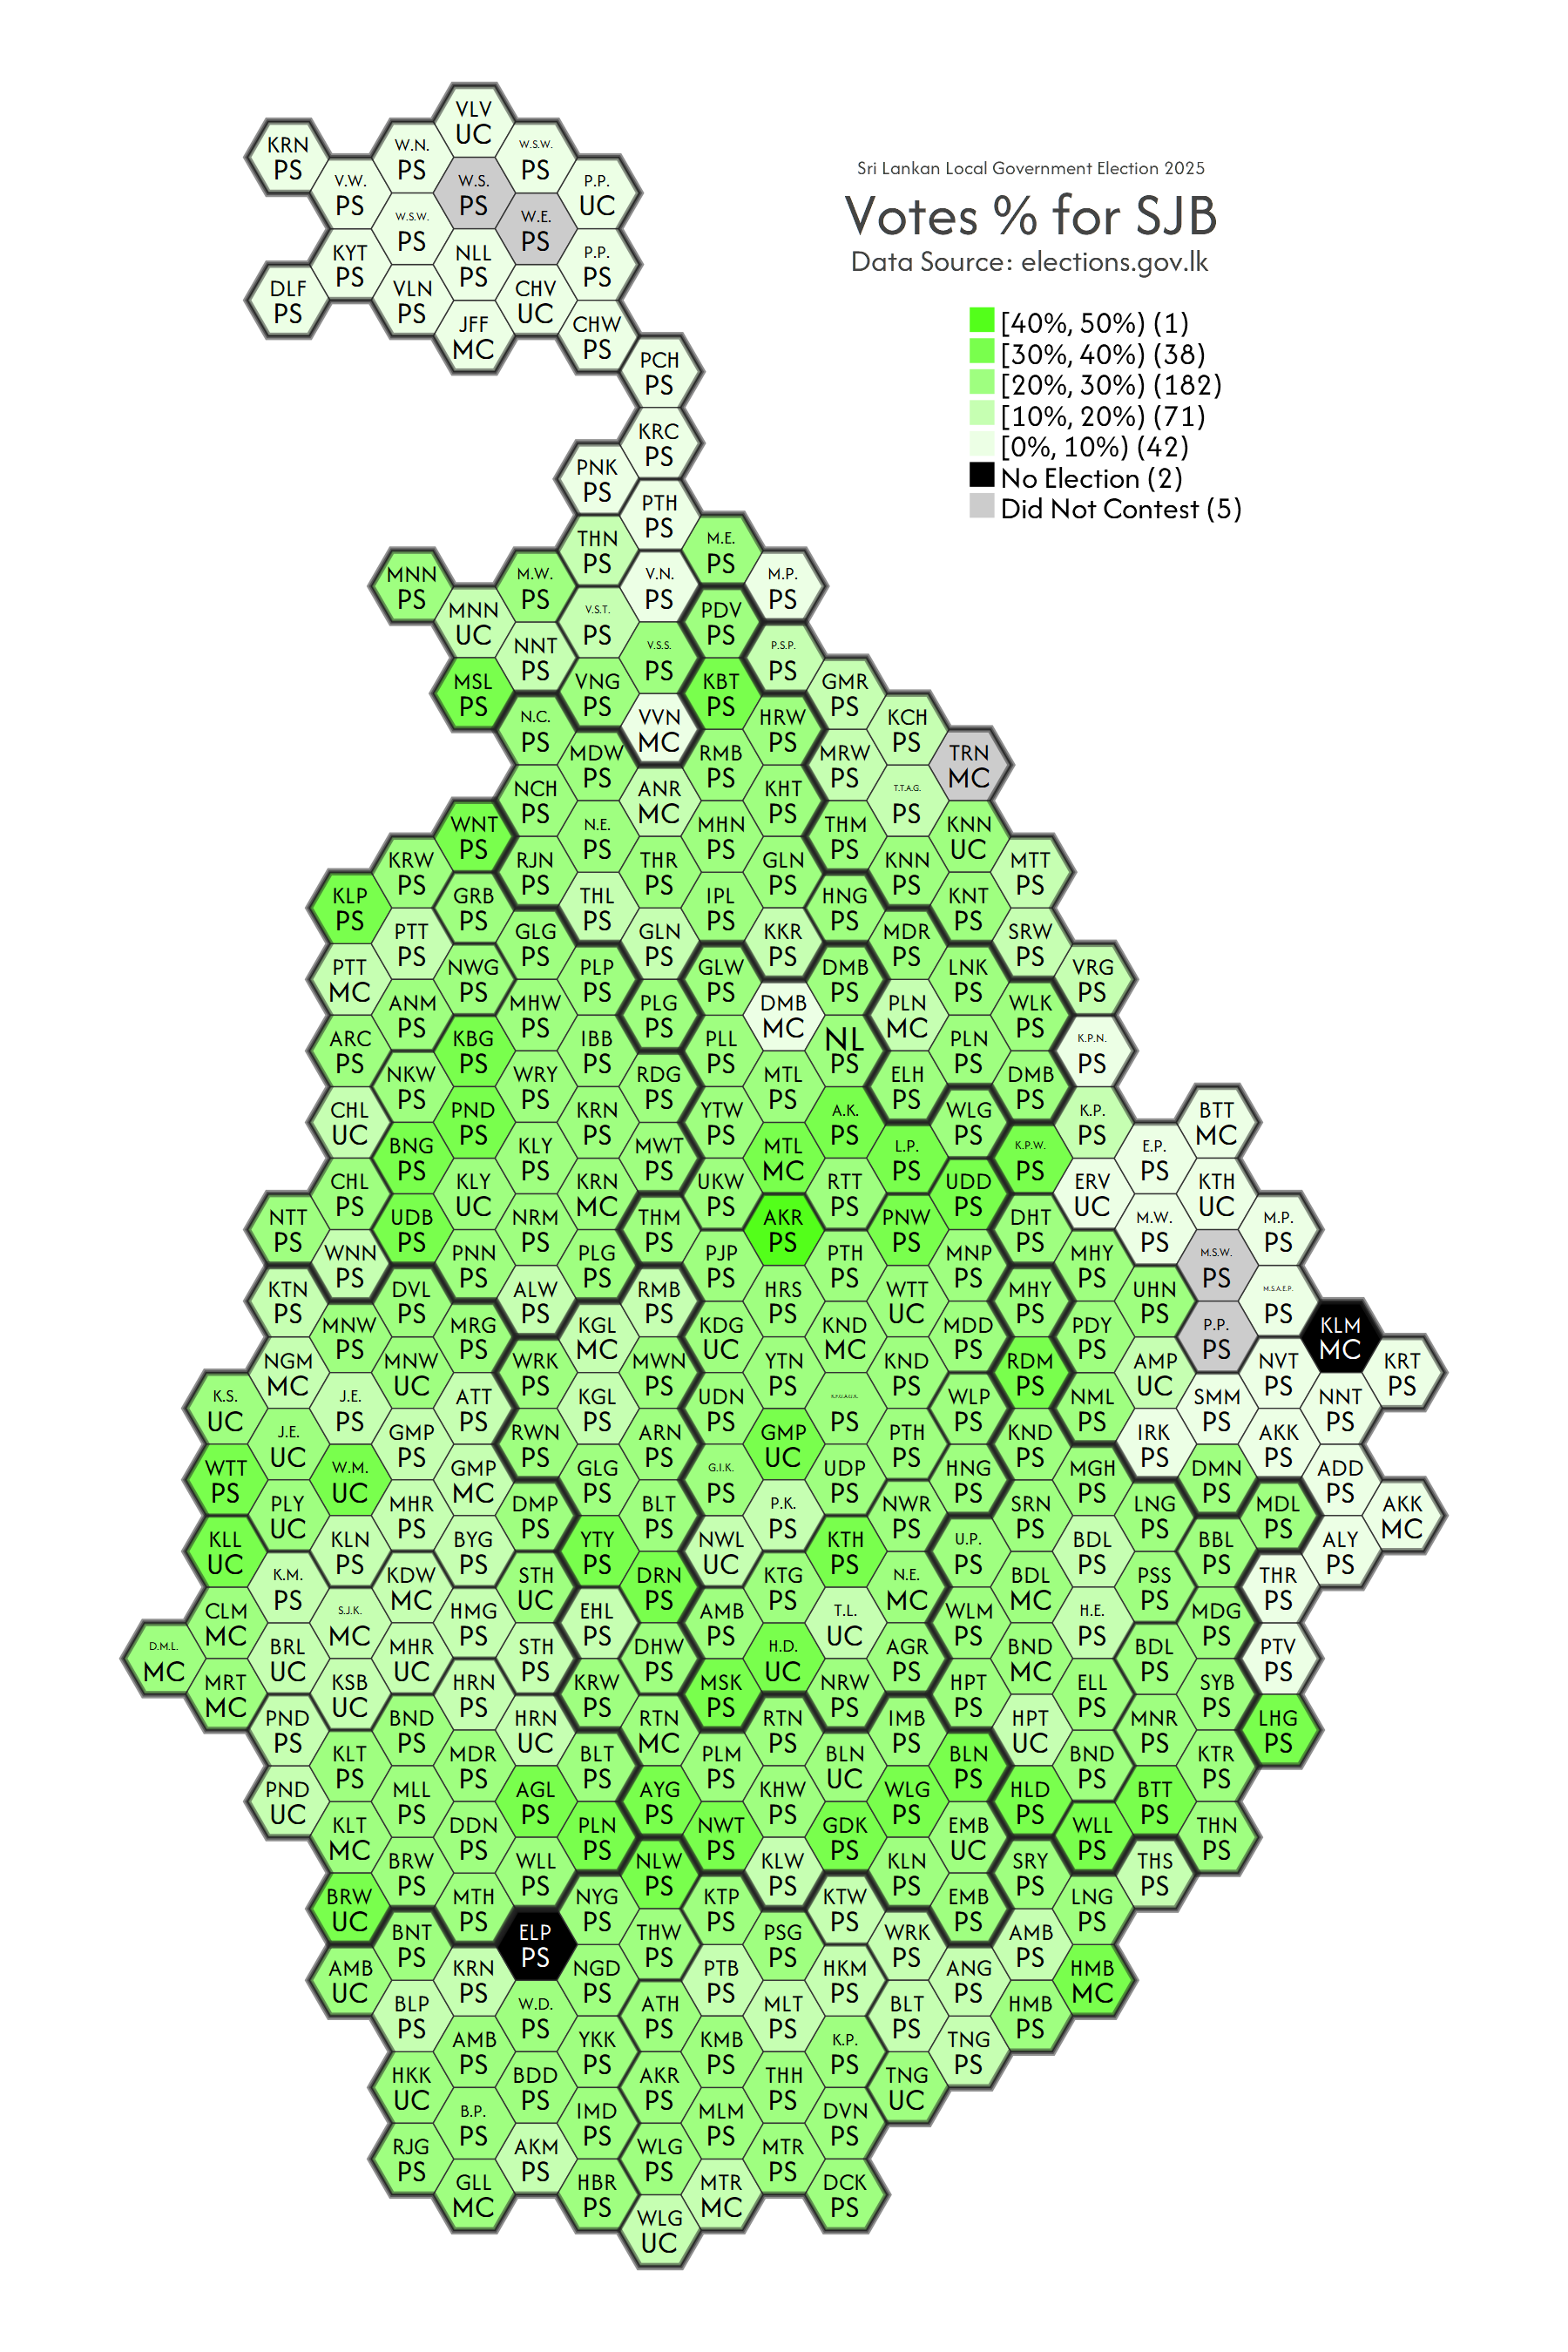 Sri Lankan Local Government Election 2025
Votes % for SJB
Data Source: elections.gov.lk
[40%, 50%) (1)
[30%, 40%) (38)
[20%, 30%) (182)
[10%, 20%) (71)
[0%, 10%) (42)
No Election (2)
Did Not Contest (5)
VLV
UC
KRN
PS
W.N.
PS
W.S.W.
PS
V.W.
PS
W.S.
PS
P.P.
UC
W.S.W.
PS
W.E.
PS
KYT
PS
NLL
PS
P.P.
PS
DLF
PS
VLN
PS
CHV
UC
JFF
MC
CHW
PS
PCH
PS
KRC
PS
PNK
PS
PTH
PS
THN
PS
M.E.
PS
MNN
PS
M.W.
PS
V.N.
PS
M.P.
PS
MNN
UC
V.S.T.
PS
PDV
PS
NNT
PS
V.S.S.
PS
P.S.P.
PS
MSL
PS
VNG
PS
KBT
PS
GMR
PS
N.C.
PS
VVN
MC
HRW
PS
KCH
PS
MDW
PS
RMB
PS
MRW
PS
TRN
MC
NCH
PS
ANR
MC
KHT
PS
T.T.A.G.
PS
WNT
PS
N.E.
PS
MHN
PS
THM
PS
KNN
UC
KRW
PS
RJN
PS
THR
PS
GLN
PS
KNN
PS
MTT
PS
KLP
PS
GRB
PS
THL
PS
IPL
PS
HNG
PS
KNT
PS
PTT
PS
GLG
PS
GLN
PS
KKR
PS
MDR
PS
SRW
PS
PTT
MC
NWG
PS
PLP
PS
GLW
PS
DMB
PS
LNK
PS
VRG
PS
ANM
PS
MHW
PS
PLG
PS
DMB
MC
PLN
MC
WLK
PS
ARC
PS
KBG
PS
IBB
PS
PLL
PS
NL
PS
PLN
PS
K.P.N.
PS
NKW
PS
WRY
PS
RDG
PS
MTL
PS
ELH
PS
DMB
PS
CHL
UC
PND
PS
KRN
PS
YTW
PS
A.K.
PS
WLG
PS
K.P.
PS
BTT
MC
BNG
PS
KLY
PS
MWT
PS
MTL
MC
L.P.
PS
K.P.W.
PS
E.P.
PS
CHL
PS
KLY
UC
KRN
MC
UKW
PS
RTT
PS
UDD
PS
ERV
UC
KTH
UC
NTT
PS
UDB
PS
NRM
PS
THM
PS
AKR
PS
PNW
PS
DHT
PS
M.W.
PS
M.P.
PS
WNN
PS
PNN
PS
PLG
PS
PJP
PS
PTH
PS
MNP
PS
MHY
PS
M.S.W.
PS
KTN
PS
DVL
PS
ALW
PS
RMB
PS
HRS
PS
WTT
UC
MHY
PS
UHN
PS
M.S.A.E.P.
PS
MNW
PS
MRG
PS
KGL
MC
KDG
UC
KND
MC
MDD
PS
PDY
PS
P.P.
PS
KLM
MC
NGM
MC
MNW
UC
WRK
PS
MWN
PS
YTN
PS
KND
PS
RDM
PS
AMP
UC
NVT
PS
KRT
PS
K.S.
UC
J.E.
PS
ATT
PS
KGL
PS
UDN
PS
PS
WLP
PS
NML
PS
SMM
PS
NNT
PS
J.E.
UC
GMP
PS
RWN
PS
ARN
PS
GMP
UC
PTH
PS
KND
PS
IRK
PS
AKK
PS
WTT
PS
W.M.
UC
GMP
MC
GLG
PS
G.I.K.
PS
UDP
PS
HNG
PS
MGH
PS
DMN
PS
ADD
PS
PLY
UC
MHR
PS
DMP
PS
BLT
PS
P.K.
PS
NWR
PS
SRN
PS
LNG
PS
MDL
PS
AKK
MC
KLL
UC
KLN
PS
BYG
PS
YTY
PS
NWL
UC
KTH
PS
U.P.
PS
BDL
PS
BBL
PS
ALY
PS
K.M.
PS
KDW
MC
STH
UC
DRN
PS
KTG
PS
N.E.
MC
BDL
MC
PSS
PS
THR
PS
CLM
MC
S.J.K.
MC
HMG
PS
EHL
PS
AMB
PS
T.L.
UC
WLM
PS
H.E.
PS
MDG
PS
D.M.L.
MC
BRL
UC
MHR
UC
STH
PS
DHW
PS
H.D.
UC
AGR
PS
BND
MC
BDL
PS
PTV
PS
MRT
MC
KSB
UC
HRN
PS
KRW
PS
MSK
PS
NRW
PS
HPT
PS
ELL
PS
SYB
PS
PND
PS
BND
PS
HRN
UC
RTN
MC
RTN
PS
IMB
PS
HPT
UC
MNR
PS
LHG
PS
KLT
PS
MDR
PS
BLT
PS
PLM
PS
BLN
UC
BLN
PS
BND
PS
KTR
PS
PND
UC
MLL
PS
AGL
PS
AYG
PS
KHW
PS
WLG
PS
HLD
PS
BTT
PS
KLT
MC
DDN
PS
PLN
PS
NWT
PS
GDK
PS
EMB
UC
WLL
PS
THN
PS
BRW
PS
WLL
PS
NLW
PS
KLW
PS
KLN
PS
SRY
PS
THS
PS
BRW
UC
MTH
PS
NYG
PS
KTP
PS
KTW
PS
EMB
PS
LNG
PS
BNT
PS
ELP
PS
THW
PS
PSG
PS
WRK
PS
AMB
PS
AMB
UC
KRN
PS
NGD
PS
PTB
PS
HKM
PS
ANG
PS
HMB
MC
BLP
PS
W.D.
PS
ATH
PS
MLT
PS
BLT
PS
HMB
PS
AMB
PS
YKK
PS
KMB
PS
K.P.
PS
TNG
PS
HKK
UC
BDD
PS
AKR
PS
THH
PS
TNG
UC
B.P.
PS
IMD
PS
MLM
PS
DVN
PS
RJG
PS
AKM
PS
WLG
PS
MTR
PS
GLL
MC
HBR
PS
MTR
MC
DCK
PS
WLG
UC